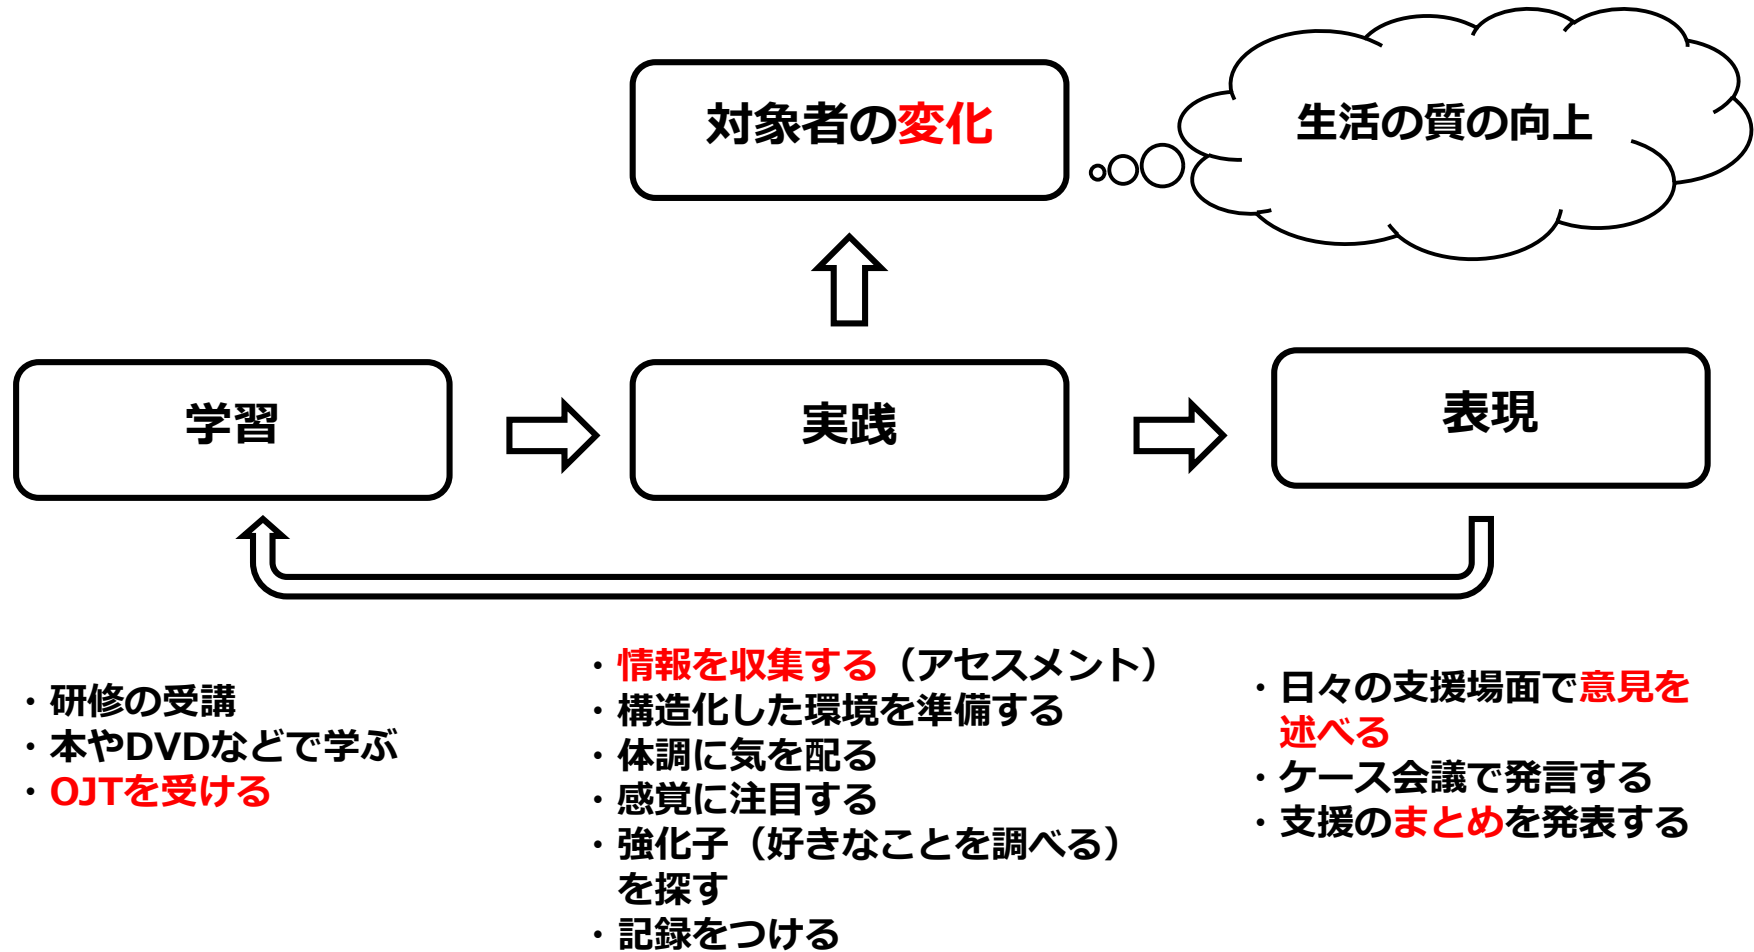 対象者の変化
生活の質の向上
学習
実践
表現
・研修の受講
・本やDVDなどで学ぶ
・OJTを受ける
・情報を収集する（アセスメント）
・構造化した環境を準備する
・体調に気を配る
・感覚に注目する
・強化子（好きなことを調べる）
を探す
・記録をつける
・日々の支援場面で意見を
述べる
・ケース会議で発言する
・支援のまとめを発表する